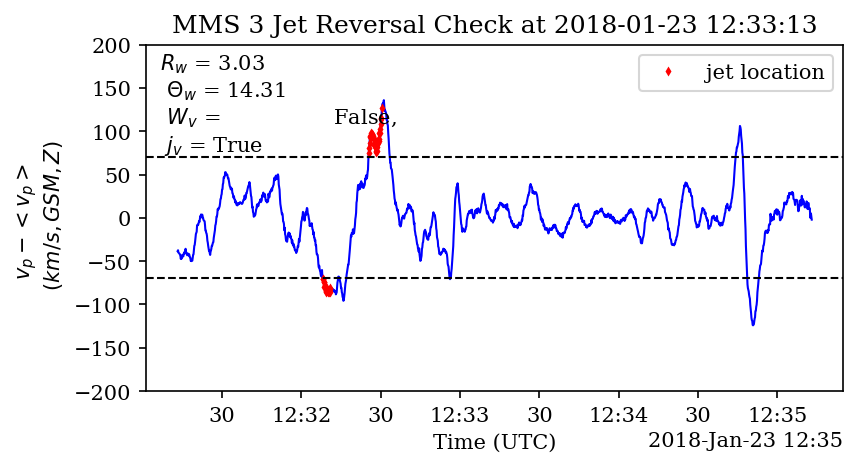 MMS 3 Jet Reversal Check at 2018-01-23 12:33:13
R_w = 3.03
Θ_w = 14.31
W_v = False,
j_v = True
jet location
v_p − <v_p>
(km/s, GSM, Z)
200
150
100
50
0
−50
−100
−150
−200
30 12:32 30 12:33 30 12:34 30 12:35
Time (UTC)
2018-Jan-23 12:35